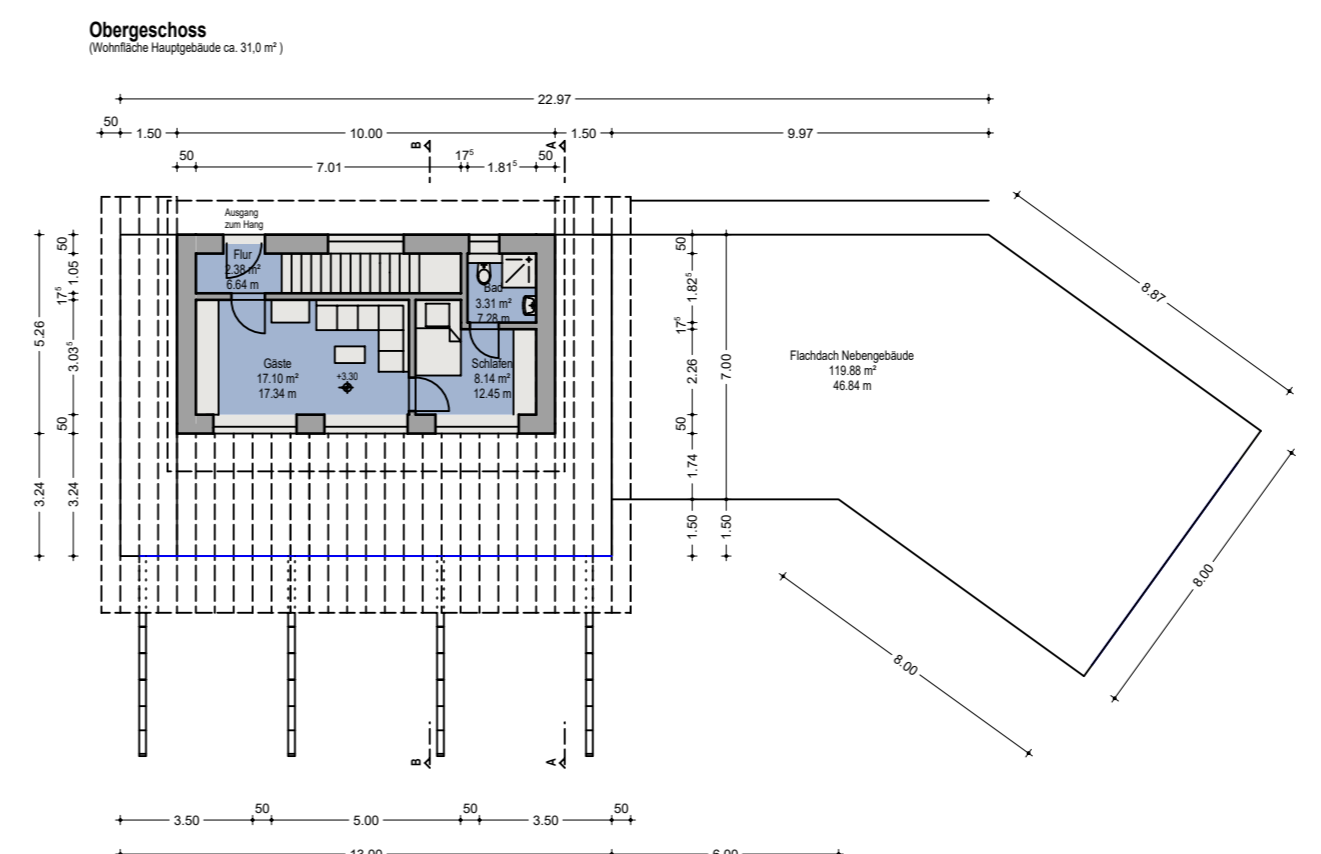 Obergeschoss
(Wohnfläche Hauptgebäude ca. 31,0 m² )
22.97
50
1.50
10.00
1.50
9.97
50
7.01
B
17⁵
1.81⁵
50
A
Ausgang
zum Hang
Flur
2.38 m²
6.64 m
Bad
3.31 m²
7.28 m
Gäste
17.10 m²
17.34 m
+3.30
Schlafen
8.14 m²
12.45 m
Flachdach Nebengebäude
119.88 m²
46.84 m
5.26
3.24
50
1.05
17⁵
3.03⁵
50
3.24
50
1.82⁵
17⁵
2.26
50
1.74
1.50
7.00
1.50
8.87
8.00
8.00
B
A
3.50
50
5.00
50
3.50
50
13.00
6.00